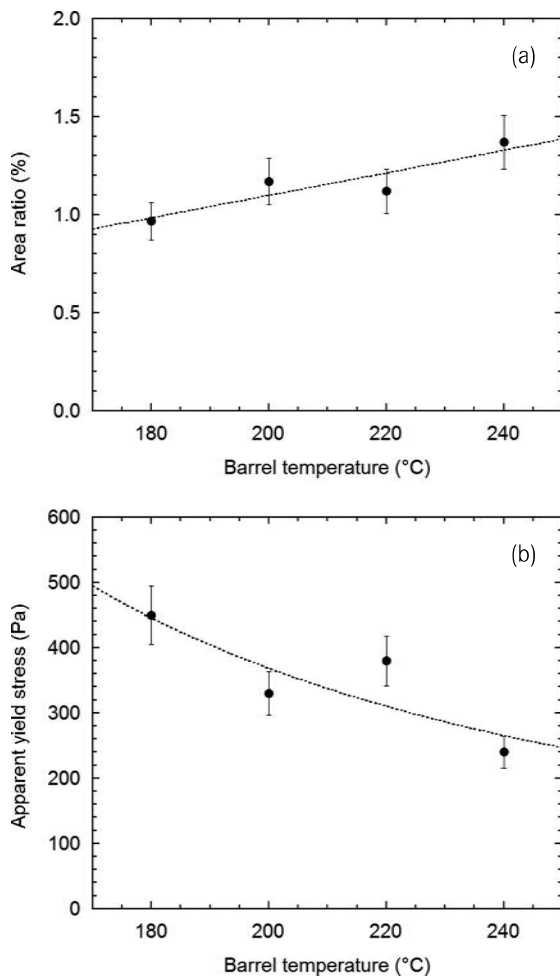 (a)
2.0
1.5
1.0
0.5
0.0
Area ratio (%)
180 200 220 240
Barrel temperature (°C)
(b)
600
500
400
300
200
100
0
Apparent yield stress (Pa)
180 200 220 240
Barrel temperature (°C)